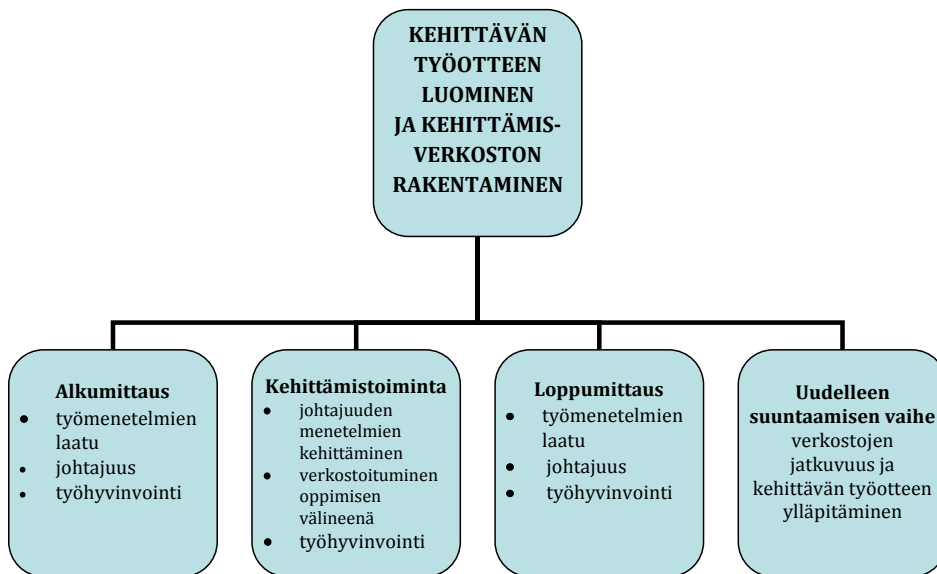 KEHITTÄVÄN
TYÖOTTEEN
LUOMINEN
JA KEHITTÄMIS-
VERKOSTON
RAKENTAMINEN
Alkumittaus
• työmenetelmien
laatu
• johtajuus
• työhyvinvointi
Kehittämistoiminta
• johtajuuden
menetelmien
kehittäminen
• verkostoituminen
oppimisen
välineenä
• työhyvinvointi
Loppumittaus
• työmenetelmien
laatu
• johtajuus
• työhyvinvointi
Uudelleen
suuntaamisen vaihe
verkostojen
jatkuvuus ja
kehittävän työotteen
ylläpitäminen